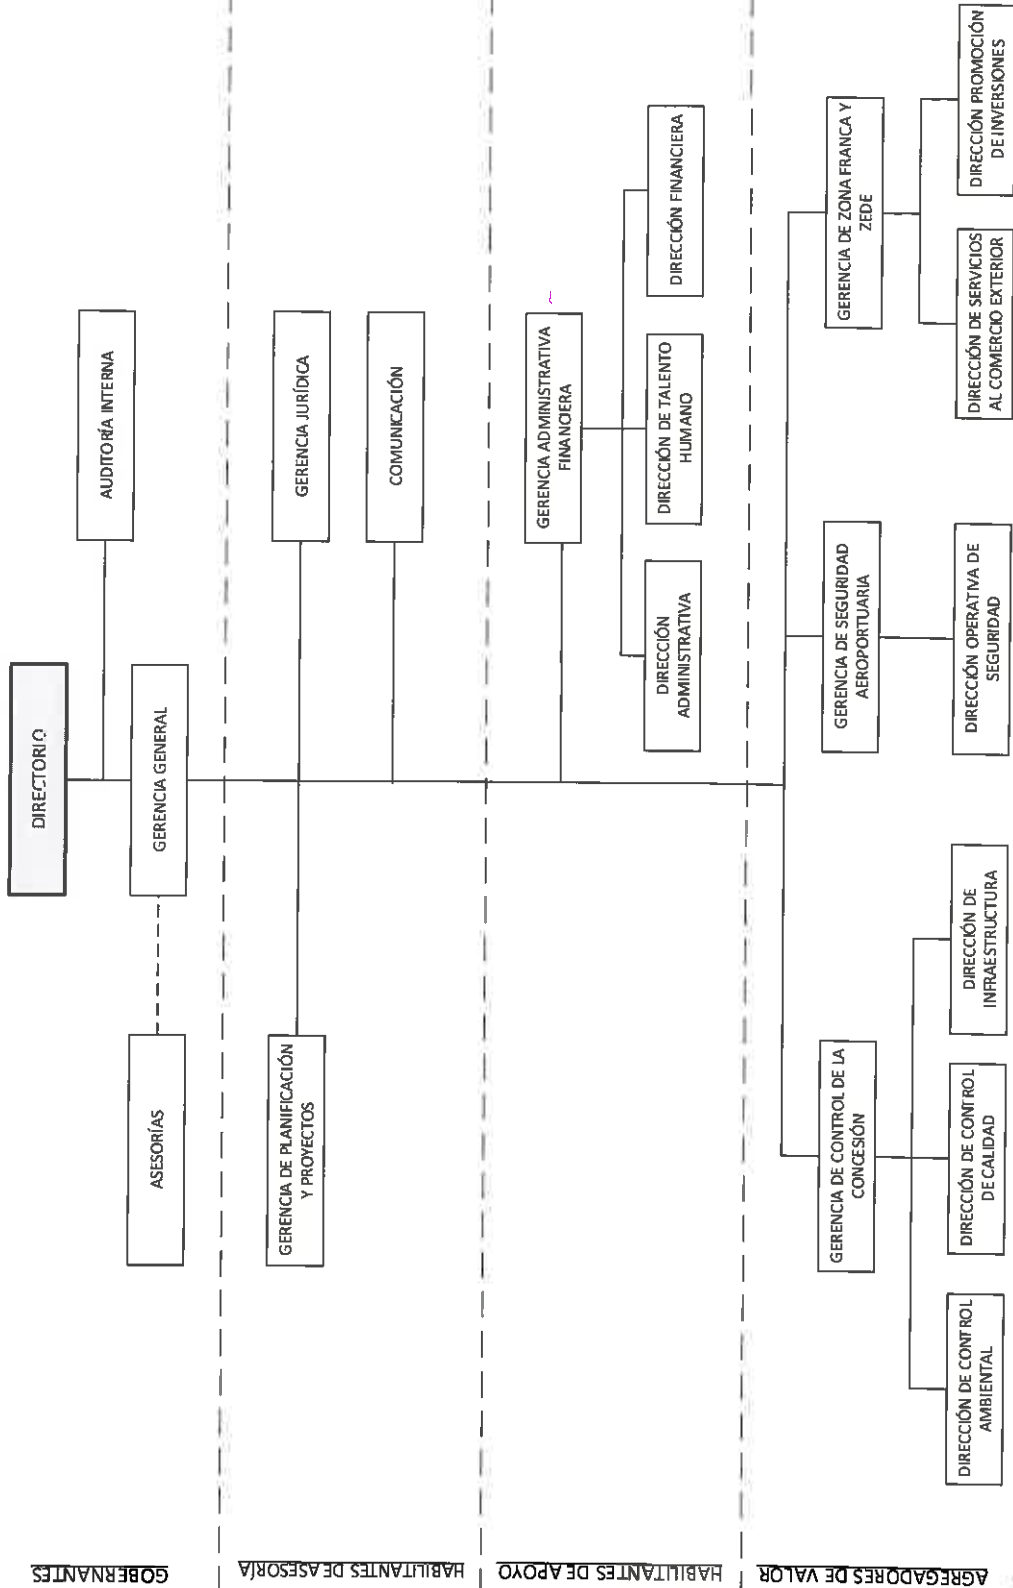 GOBERNANTES
DIRECTORIO
AUDITORÍA INTERNA
GERENCIA GENERAL
ASESORÍAS
HABILITANTES DE ASESORÍA
GERENCIA DE PLANIFICACIÓN
Y PROYECTOS
GERENCIA JURÍDICA
COMUNICACIÓN
HABILITANTES DE APOYO
GERENCIA ADMINISTRATIVA
FINANCIERA
DIRECCIÓN
ADMINISTRATIVA
DIRECCIÓN DE TALENTO
HUMANO
DIRECCIÓN FINANCIERA
AGREGADORES DE VALOR
GERENCIA DE CONTROL DE LA
CONCESIÓN
GERENCIA DE SEGURIDAD
AEROPORTUARIA
GERENCIA DE ZONA FRANCA Y
ZEDE
DIRECCIÓN DE CONTROL
AMBIENTAL
DIRECCIÓN DE CONTROL
DE CALIDAD
DIRECCIÓN DE
INFRAESTRUCTURA
DIRECCIÓN OPERATIVA DE
SEGURIDAD
DIRECCIÓN DE SERVICIOS
AL COMERCIO EXTERIOR
DIRECCIÓN PROMOCIÓN
DE INVERSIONES